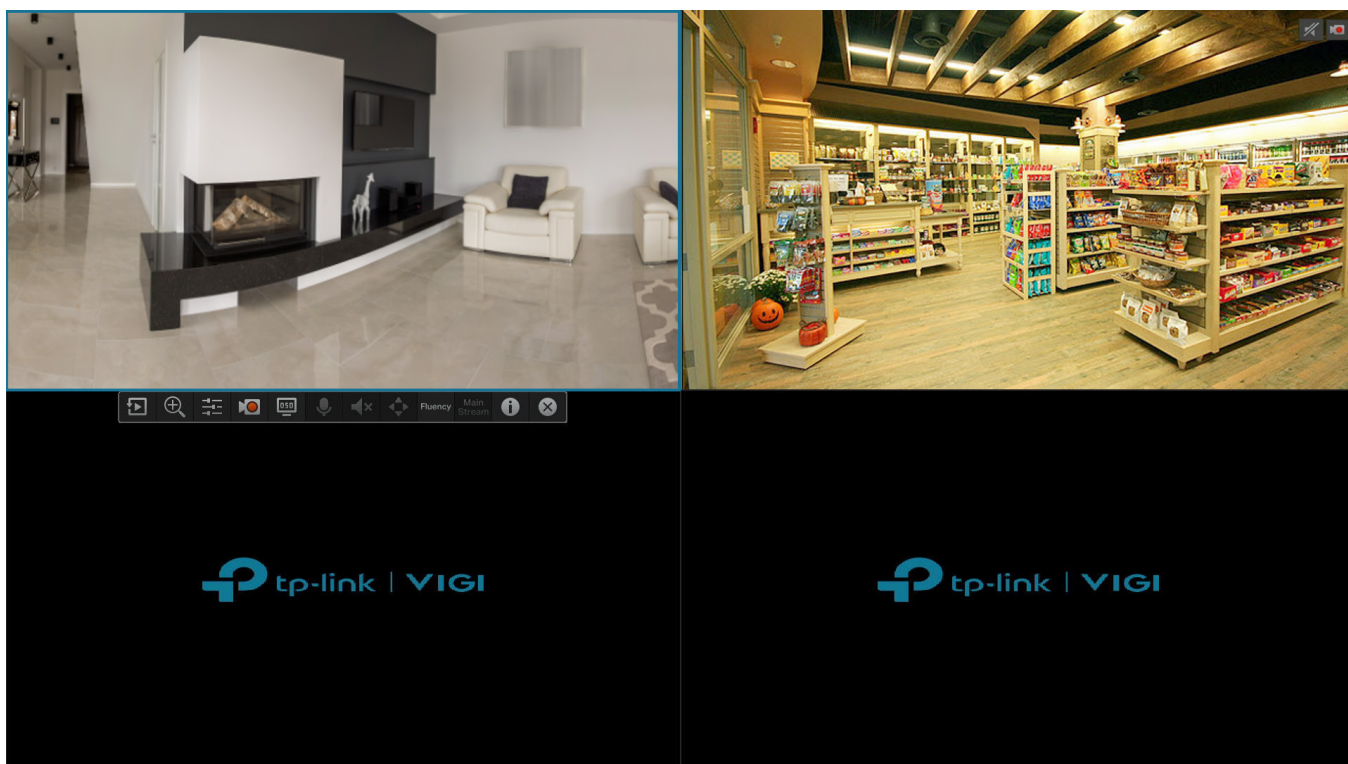 OSD
Fluency
Main
Stream
tp-link | VIGI
tp-link | VIGI